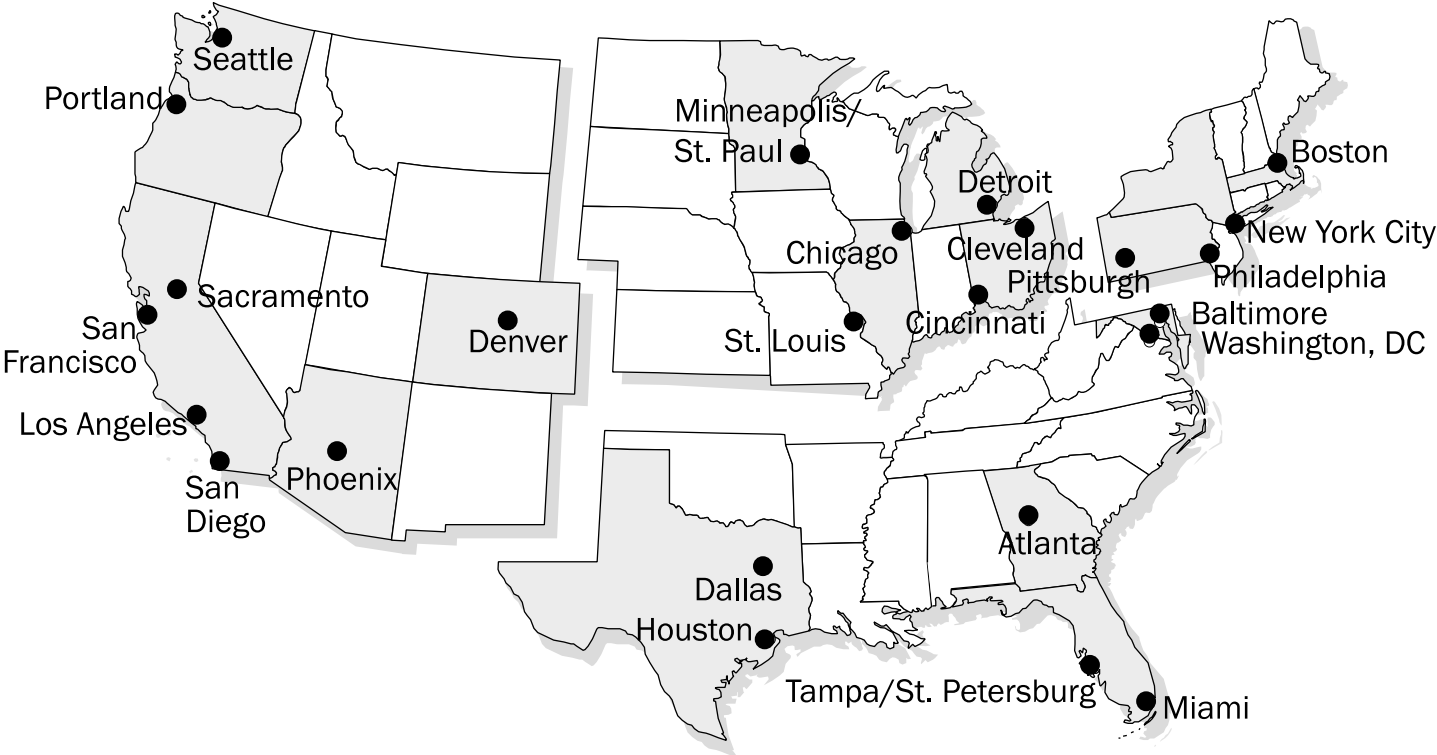 Seattle
Portland
Minneapolis/
St. Paul
Boston
Detroit
New York City
Chicago
Cleveland
Pittsburgh
Philadelphia
Sacramento
San
Francisco
Denver
St. Louis
Cincinnati
Baltimore
Washington, DC
Los Angeles
Phoenix
San
Diego
Atlanta
Dallas
Houston
Tampa/St. Petersburg
Miami